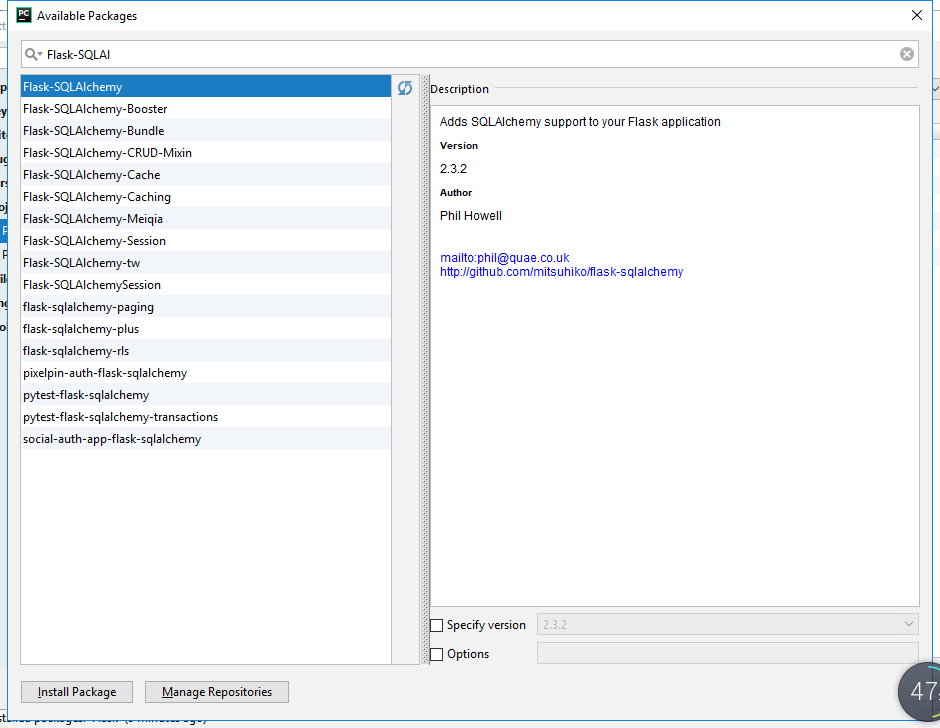 PC Available Packages
Flask-SQLAl
Flask-SQLAlchemy
Flask-SQLAlchemy-Booster
Flask-SQLAlchemy-Bundle
Flask-SQLAlchemy-CRUD-Mixin
Flask-SQLAlchemy-Cache
Flask-SQLAlchemy-Caching
Flask-SQLAlchemy-Meiqia
Flask-SQLAlchemy-Session
Flask-SQLAlchemy-tw
Flask-SQLAlchemySession
flask-sqlalchemy-paging
flask-sqlalchemy-plus
flask-sqlalchemy-rls
pixelpin-auth-flask-sqlalchemy
pytest-flask-sqlalchemy
pytest-flask-sqlalchemy-transactions
social-auth-app-flask-sqlalchemy
Description
Adds SQLAlchemy support to your Flask application
Version
2.3.2
Author
Phil Howell
mailto:phil@quae.co.uk
http://github.com/mitsuhiko/flask-sqlalchemy
Specify version 2.3.2
Options
Install Package Manage Repositories
47